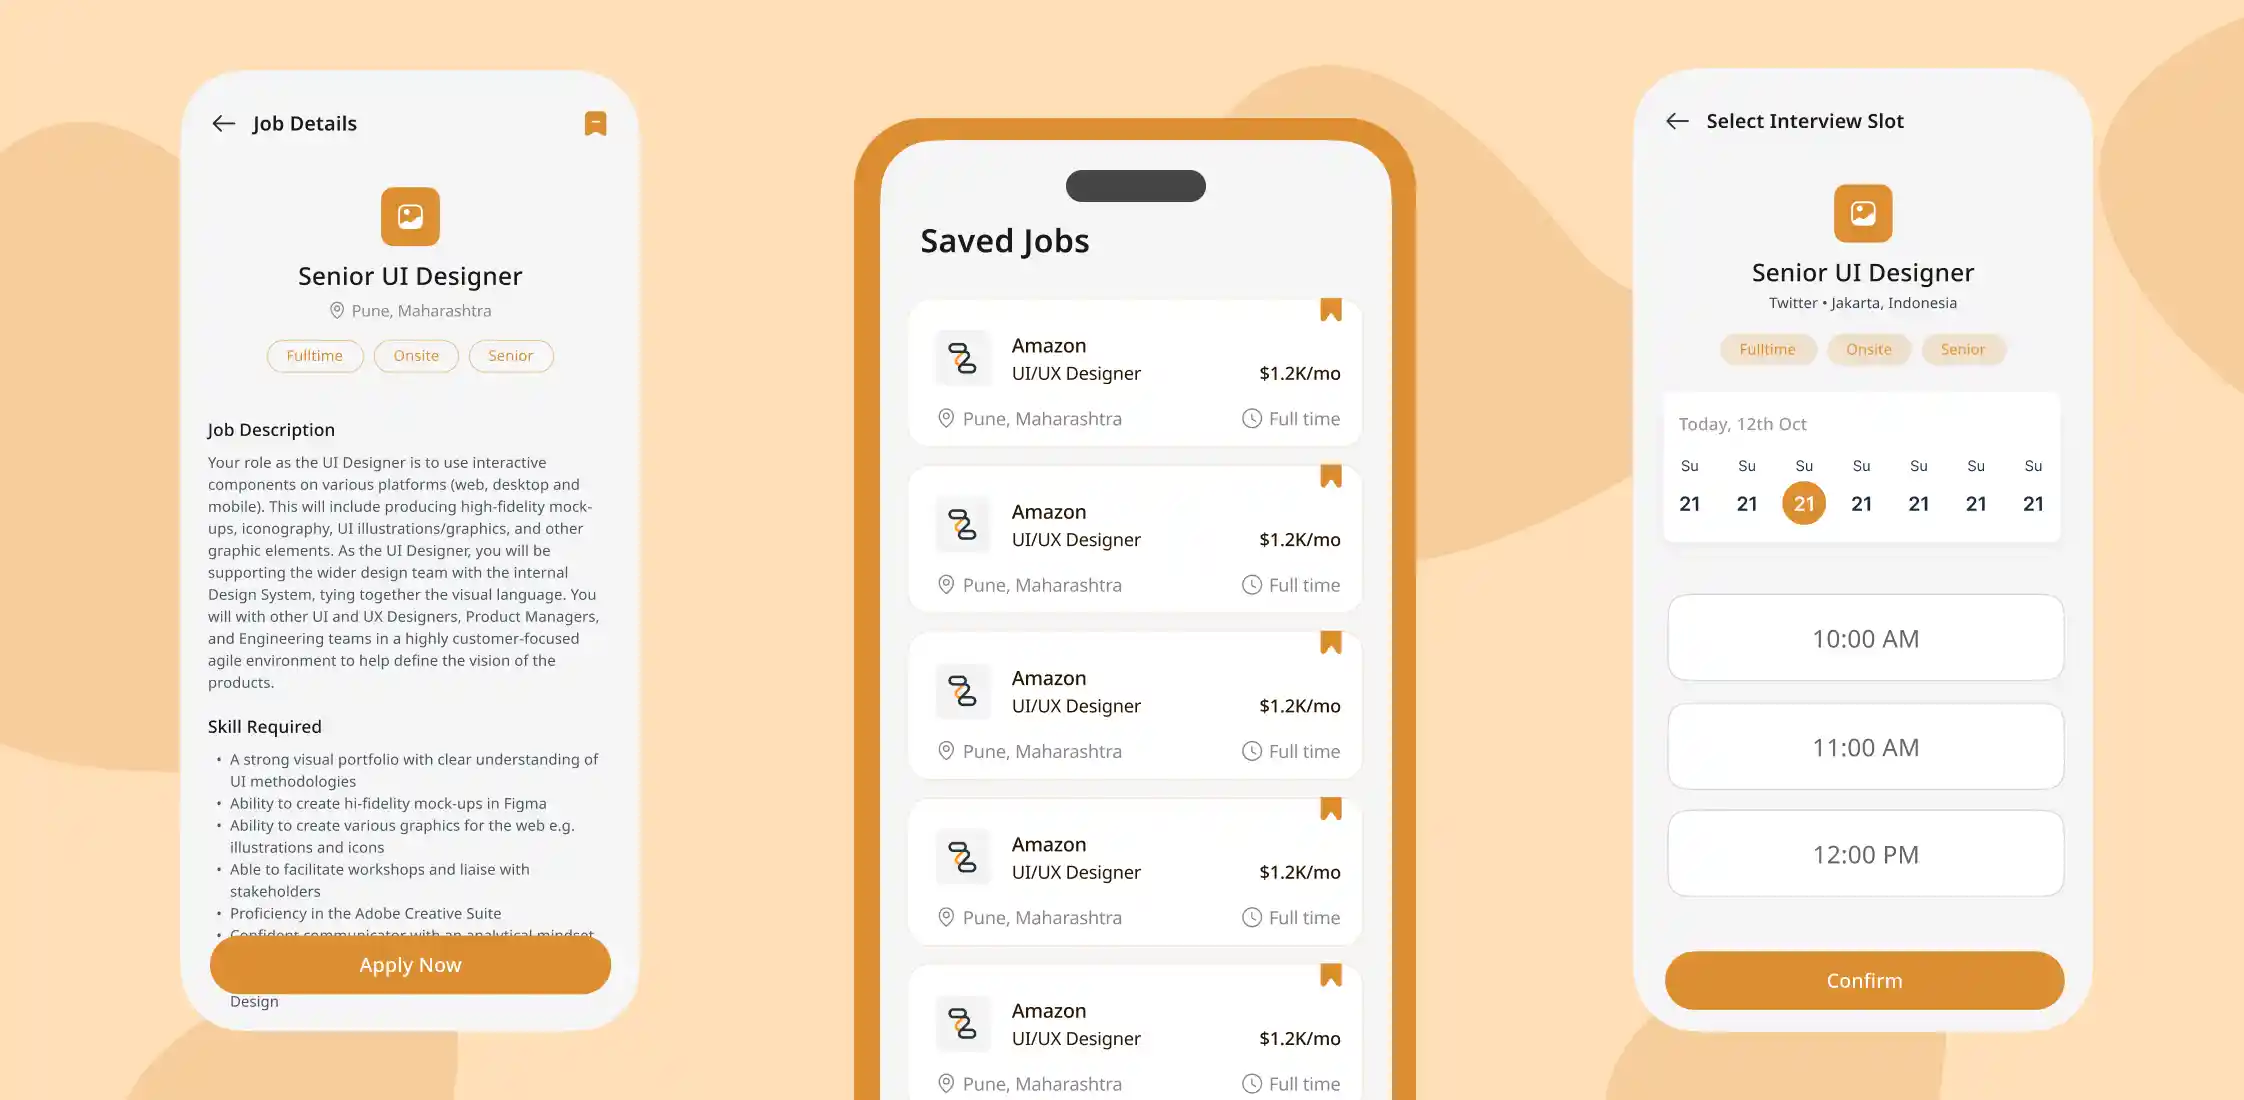 Job Details
Senior UI Designer
Pune, Maharashtra
Fulltime Onsite Senior
Job Description
Your role as the UI Designer is to use interactive
components on various platforms (web, desktop and
mobile). This will include producing high-fidelity mock-
ups, iconography, UI illustrations/graphics, and other
graphic elements. As the UI Designer, you will be
supporting the wider design team with the internal
Design System, tying together the visual language. You
will with other UI and UX Designers, Product Managers,
and Engineering teams in a highly customer-focused
agile environment to help define the vision of the
products.
Skill Required
• A strong visual portfolio with clear understanding of
UI methodologies
• Ability to create hi-fidelity mock-ups in Figma
• Ability to create various graphics for the web e.g.
illustrations and icons
• Able to facilitate workshops and liaise with
stakeholders
• Proficiency in the Adobe Creative Suite
• Confident communicator with an analytical mindset
Apply Now
Design
Saved Jobs
Amazon
UI/UX Designer $1.2K/mo
Pune, Maharashtra Full time
Amazon
UI/UX Designer $1.2K/mo
Pune, Maharashtra Full time
Amazon
UI/UX Designer $1.2K/mo
Pune, Maharashtra Full time
Amazon
UI/UX Designer $1.2K/mo
Pune, Maharashtra Full time
Amazon
UI/UX Designer $1.2K/mo
Pune, Maharashtra Full time
Select Interview Slot
Senior UI Designer
Twitter • Jakarta, Indonesia
Fulltime Onsite Senior
Today, 12th Oct
Su Su Su Su Su Su Su
21 21 21 21 21 21 21
10:00 AM
11:00 AM
12:00 PM
Confirm